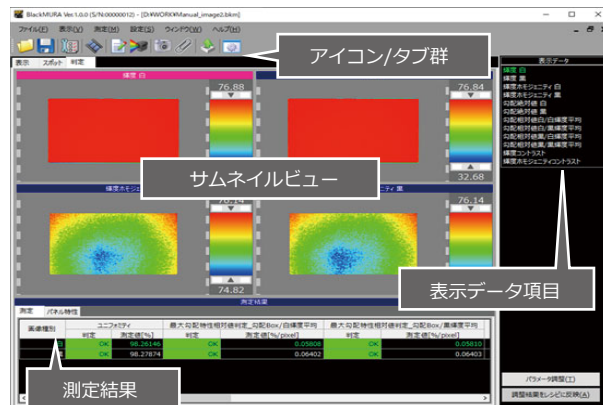 BlackMURA Ver.1.0.0 (S/N:00000012) - [D:¥WORK¥Manual_image2.bkm]
ファイル(F) 表示(V) 測定(M) 設定(S) ウィンドウ(W) ヘルプ(H)
アイコン/タブ群
表示 スポット 判定
輝度 白
76.88
76.84
32.68
サムネイルビュー
輝度ホモジェニ
ニティ 黒
76.14
76.14
74.82
表示データ
輝度 白
輝度 黒
輝度ホモジェニティ 白
輝度ホモジェニティ 黒
勾配絶対値 白
勾配絶対値 黒
勾配相対値白/白輝度平均
勾配相対値白/黒輝度平均
勾配相対値黒/白輝度平均
勾配相対値黒/黒輝度平均
輝度コントラスト
輝度ホモジェニティコントラスト
表示データ項目
測定結果
判定 パネル特性
画像種別 ユニフォミティ 最大勾配特性相対値判定_勾配Box/白輝度平均 最大勾配特性相対値判定_勾配Box/黒輝度平均
判定 測定値[%] 判定 測定値[%/pixel] 判定 測定値[%/pixel]
白 OK 98.26146 OK 0.05608 OK 0.05810
黒 OK 98.27874 OK 0.06402 OK 0.06403
測定結果
パラメータ調整(T)
調整結果をレシピに反映(A)